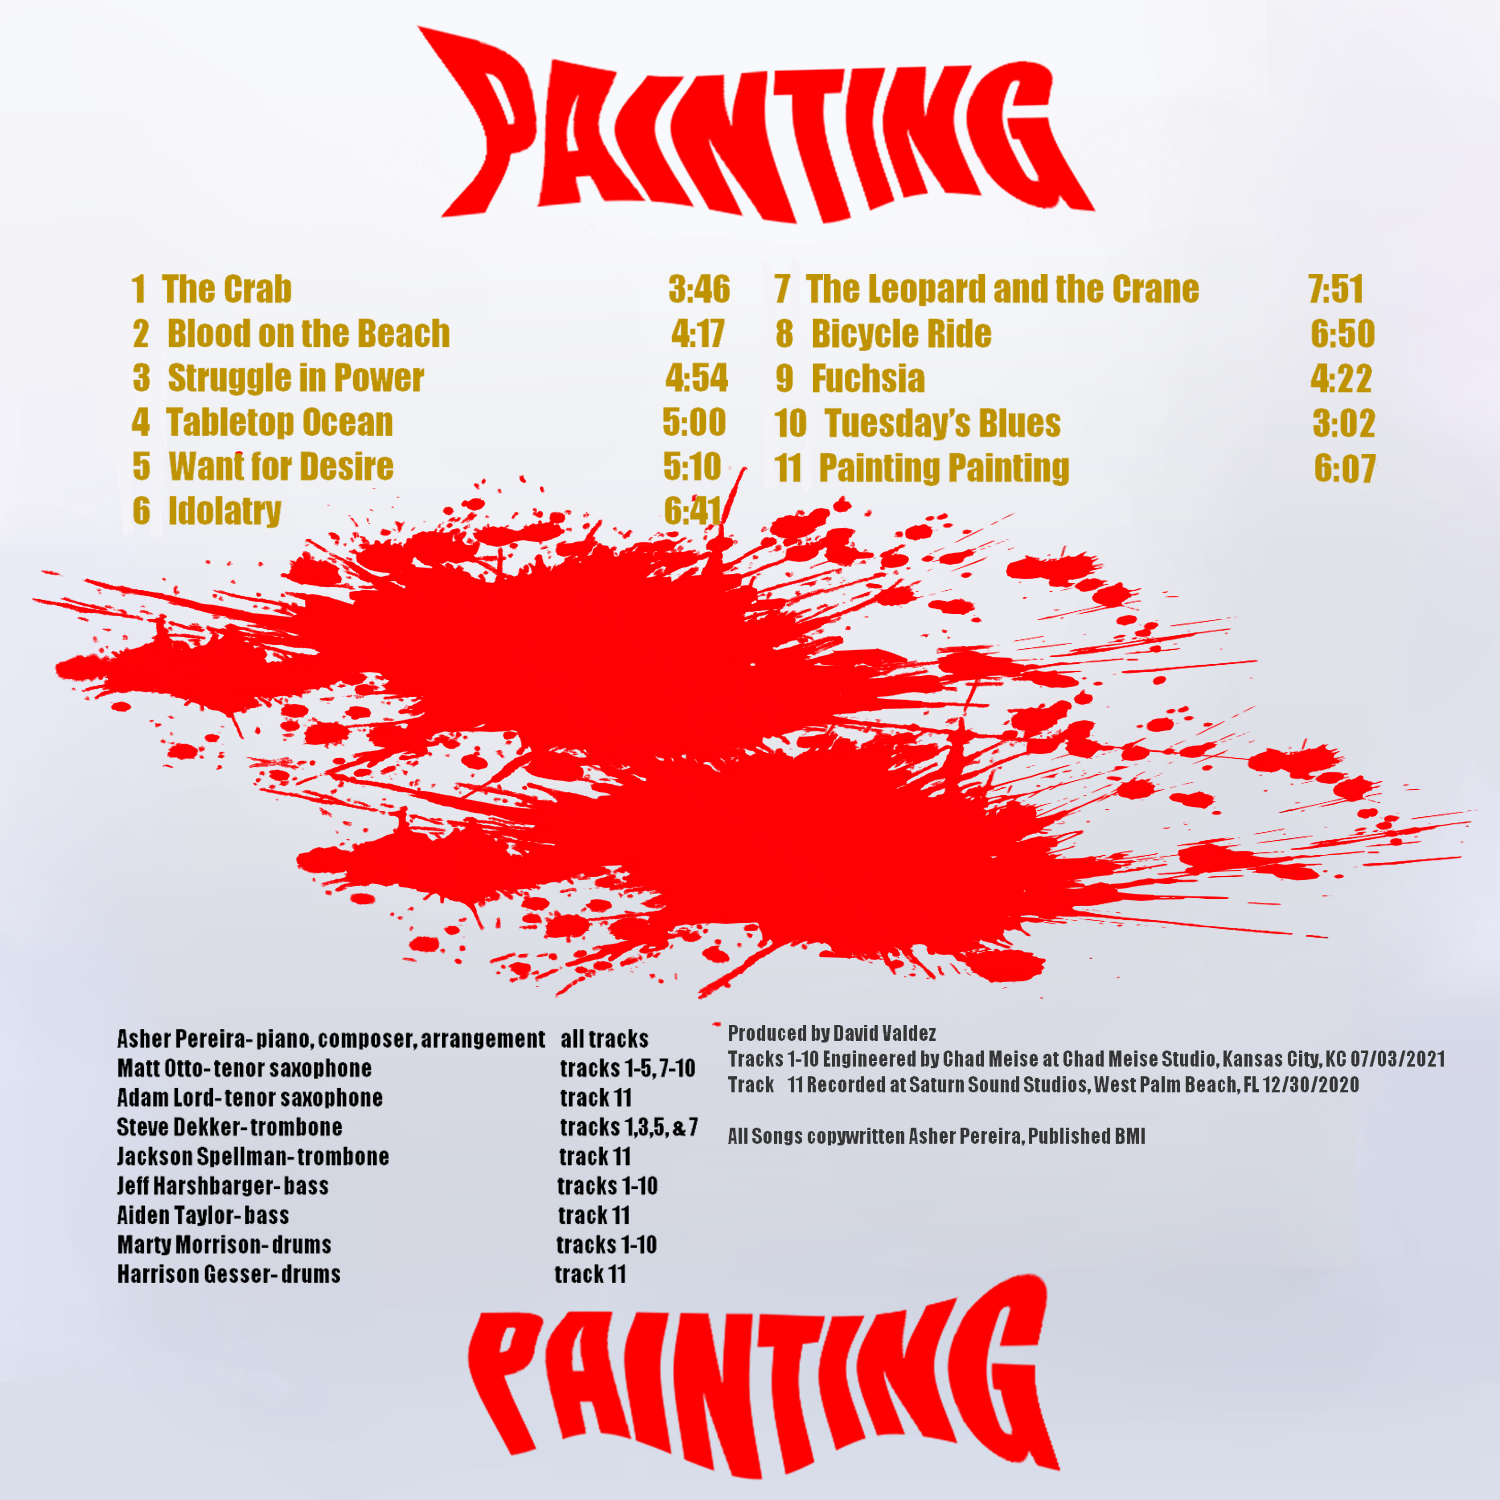 PAINTING
1 The Crab 3:46
2 Blood on the Beach 4:17
3 Struggle in Power 4:54
4 Tabletop Ocean 5:00
5 Want for Desire 5:10
6 Idolatry 6:41
7 The Leopard and the Crane 7:51
8 Bicycle Ride 6:50
9 Fuchsia 4:22
10 Tuesday’s Blues 3:02
11 Painting Painting 6:07
Asher Pereira- piano, composer, arrangement all tracks
Matt Otto- tenor saxophone tracks 1-5, 7-10
Adam Lord- tenor saxophone track 11
Steve Dekker- trombone tracks 1,3,5, & 7
Jackson Spellman- trombone track 11
Jeff Harshbarger- bass tracks 1-10
Aiden Taylor- bass track 11
Marty Morrison- drums tracks 1-10
Harrison Gesser- drums track 11
Produced by David Valdez
Tracks 1-10 Engineered by Chad Meise at Chad Meise Studio, Kansas City, KC 07/03/2021
Track 11 Recorded at Saturn Sound Studios, West Palm Beach, FL 12/30/2020
All Songs copywritten Asher Pereira, Published BMI
PAINTING